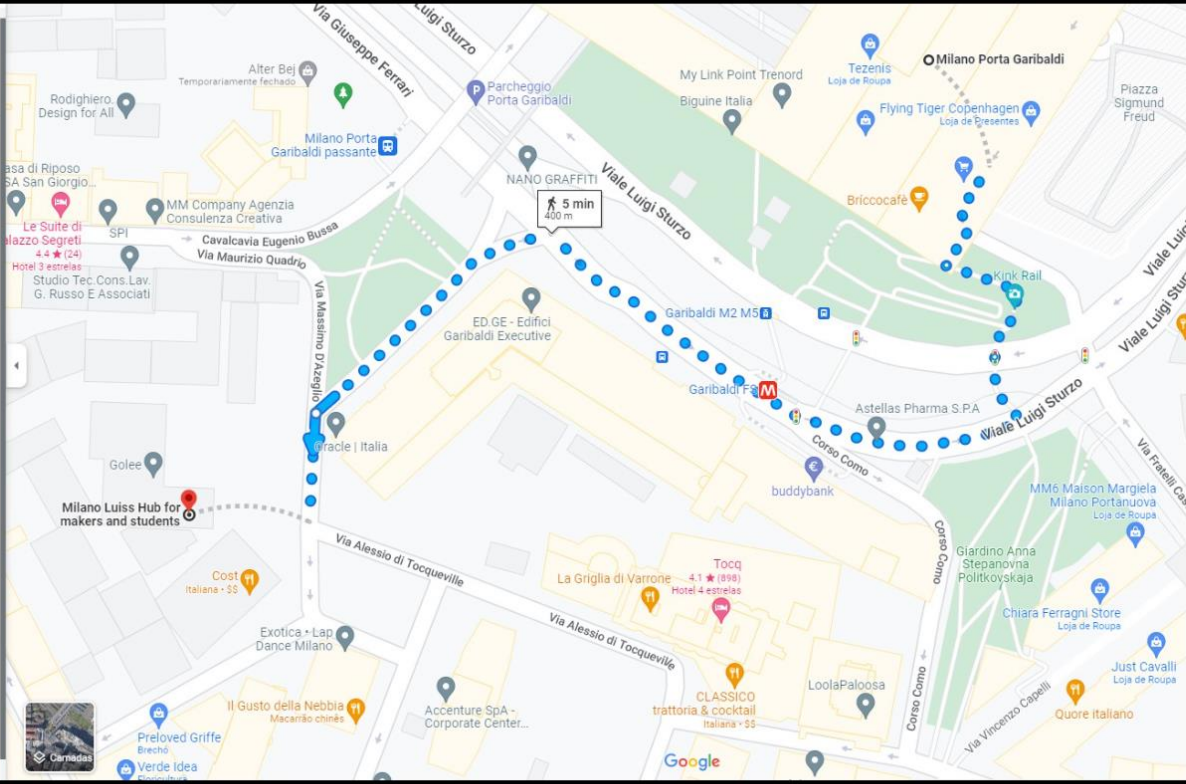 Via Giuseppe Ferrari
Luigi Sturzo
Alter Bej
Temporariamente fechado
Rodighiero.
Design for All
Parcheggio
Porta Garibaldi
My Link Point Trenord
Biguine Italia
Tezenis
Loja de Roupa
Milano Porta Garibaldi
Flying Tiger Copenhagen
Loja de Presentes
Piazza
Sigmund
Freud
Milano Porta
Garibaldi passante
NANO GRAFFITI
Viale Luigi Sturzo
Briccocafè
asa di Riposo
SA San Giorgio...
MM Company Agenzia
Consulenza Creativa
SPI
5 min
400 m
Le Suite di
alazzo Segreti
4.4 ★ (24)
Hotel 3 estrelas
Cavalcavia Eugenio Bussa
Via Maurizio Quadrio
Studio Tec.Cons.Lav.
G. Russo E Associati
Via Massimo D'Azeglio
Kink Rail
Viale Luigi
Viale Luigi Stur
ED.GE - Edifici
Garibaldi Executive
Garibaldi M2 M5
Garibaldi FS
M
Astellas Pharma S.P.A
Viale Luigi Sturzo
Corso Como
Oracle | Italia
Golee
buddybank
Via Fratelli Cas
MM6 Maison Margiela
Milano Portanuova
Loja de Roupa
Milano Luiss Hub for
makers and students
Via Alessio di Tocqueville
Corso Como
Giardino Anna
Stepanovna
Politkovskaja
Cost
Italiana • $$
La Griglia di Varrone
Tocq
4.1 ★ (898)
Hotel 4 estrelas
Via Alessio di Tocqueville
Chiara Ferragni Store
Loja de Roupa
Exotica • Lap
Dance Milano
Just Cavalli
Loja de Roupa
Il Gusto della Nebbia
Macarrão chinês
Accenture SpA -
Corporate Center...
CLASSICO
trattoria & cocktail
Italiana • $$
LoolaPaloosa
Corso Como
Via Vincenzo Capelli
Quore italiano
Preloved Griffe
Brechó
Verde Idea
Floricultura
Camadas
Google